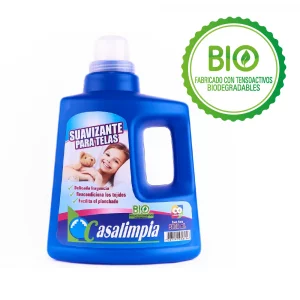 BIO
FABRICADO CON TENSOACTIVOS
BIODEGRADABLES
SUAVIZANTE
PARA TELAS
Delicada fragancia
Reacondiciona los tejidos
Facilita el planchado
BIO
Casalimpia